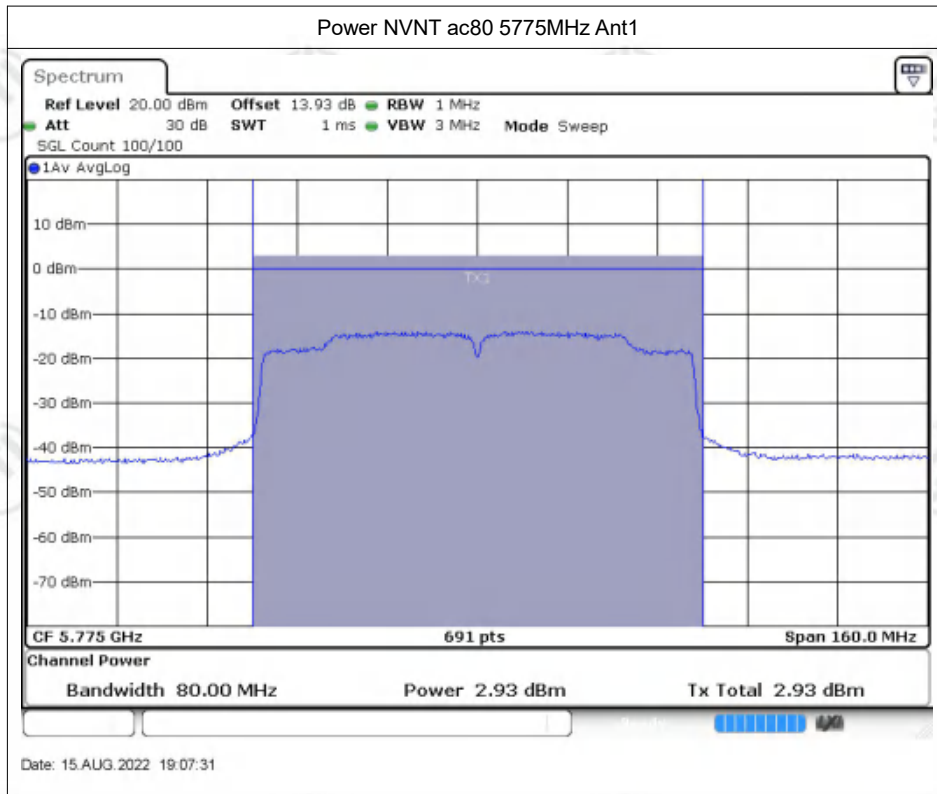 Power NVNT ac80 5775MHz Ant1
Spectrum
Ref Level 20.00 dBm Offset 13.93 dB RBW 1 MHz
Att 30 dB SWT 1 ms VBW 3 MHz Mode Sweep
SGL Count 100/100
1Av AvgLog
10 dBm
0 dBm
-10 dBm
-20 dBm
-30 dBm
-40 dBm
-50 dBm
-60 dBm
-70 dBm
CF 5.775 GHz 691 pts Span 160.0 MHz
Channel Power
Bandwidth 80.00 MHz Power 2.93 dBm Tx Total 2.93 dBm
Date: 15.AUG.2022 19:07:31